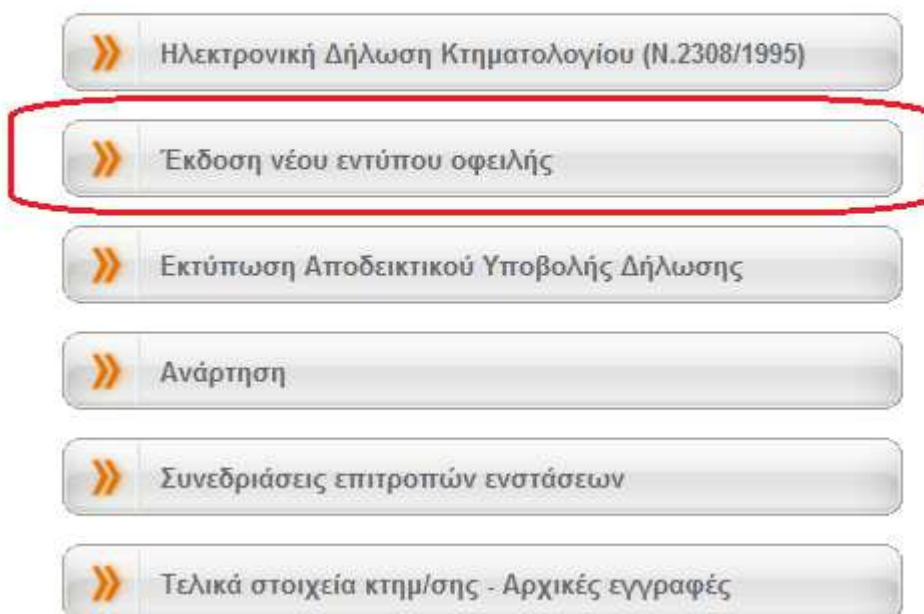 Ηλεκτρονική Δήλωση Κτηματολογίου (Ν.2308/1995)
Έκδοση νέου εντύπου οφειλής
Εκτύπωση Αποδεικτικού Υποβολής Δήλωσης
Ανάρτηση
Συνεδριάσεις επιτροπών ενστάσεων
Τελικά στοιχεία κτημ/σης - Αρχικές εγγραφές